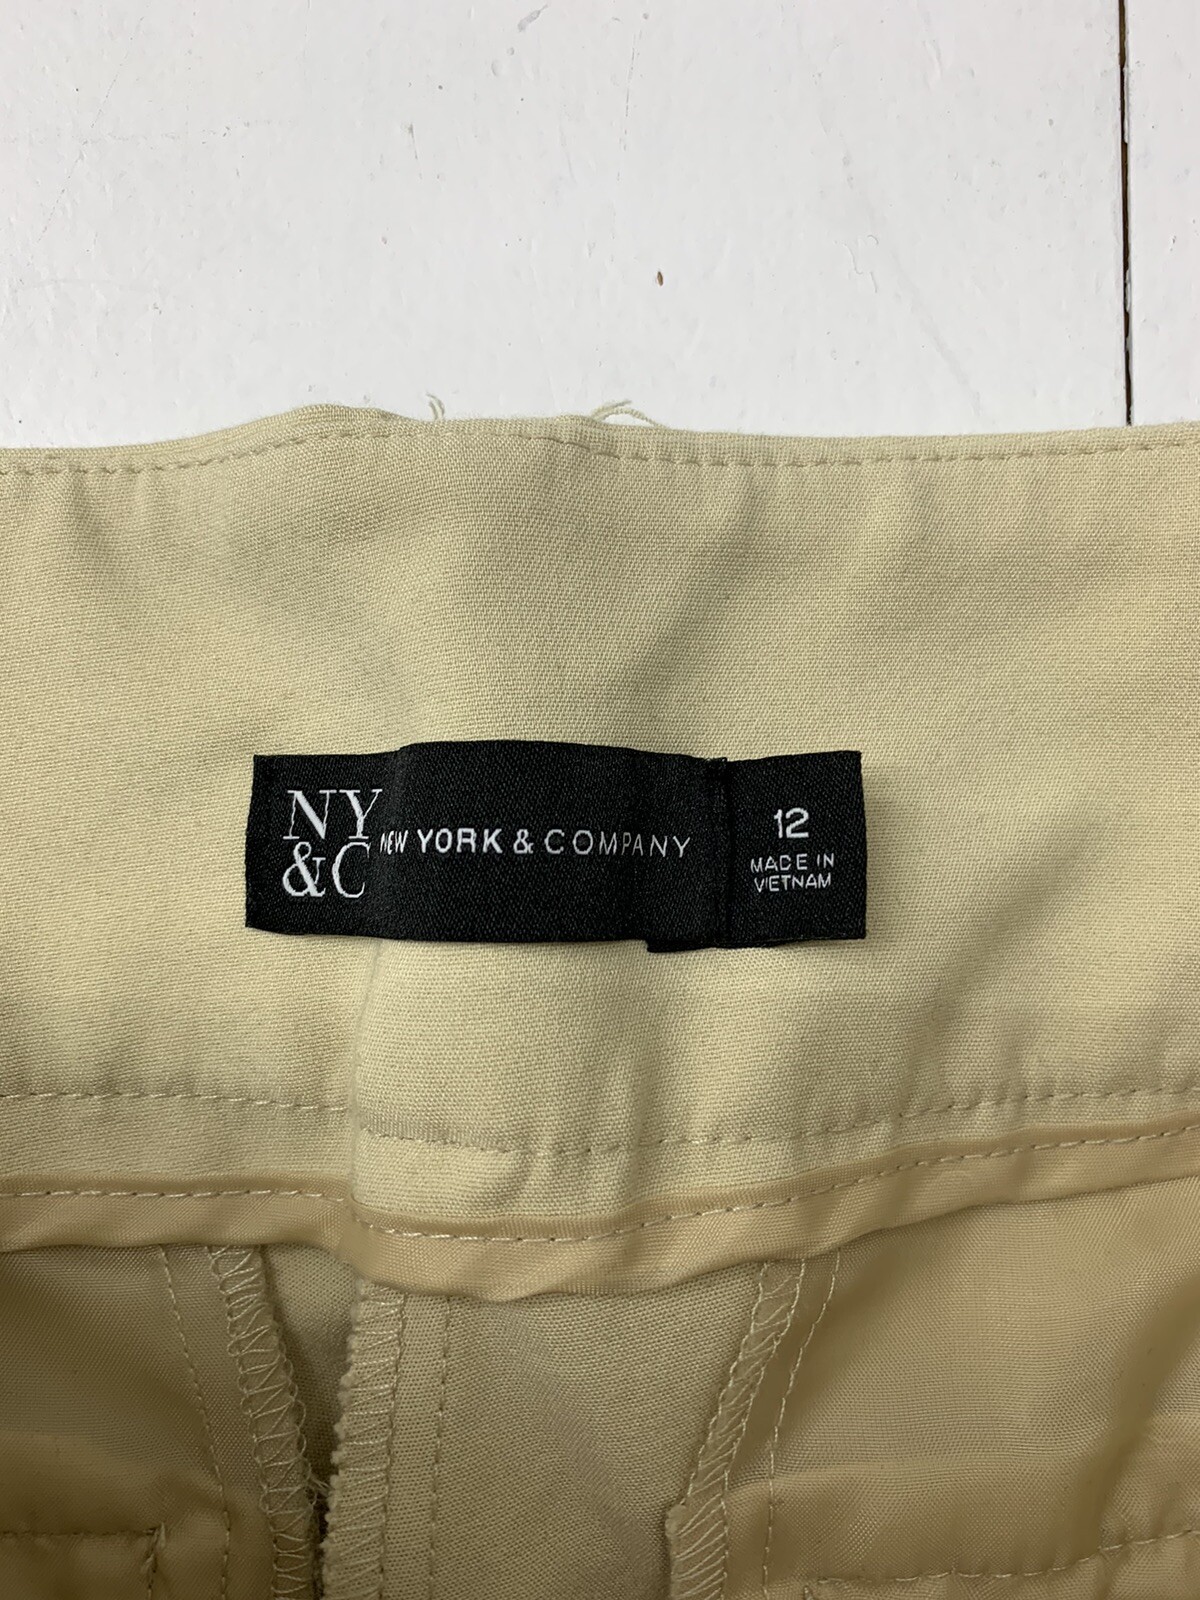 NY
&C
NEW YORK & COMPANY
12
MADE IN
VIETNAM